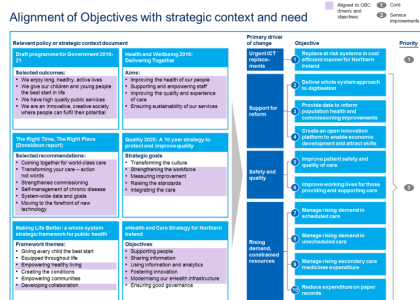 Alignment of Objectives with strategic context and need
Aligned to OBC
drivers and
objectives
1 Core
2 Service
improvements
Relevant policy or strategic context document
Primary driver
of change
Objective
Priority
Draft programme for Government 2016-
21
Selected outcomes:
• We enjoy long, healthy, active lives
• We give our children and young people
the best start in life
• We have high quality public services
• We are an innovative, creative society
where people can fulfil their potential
Health and Wellbeing 2016:
Delivering Together
Aims:
• Improving the health of our people
• Supporting and empowering staff
• Improving the quality and experience
of care
• Ensuring sustainability of our services
The Right Time, The Right Place
(Donaldson report)
Selected recommendations:
• Coming together for world-class care
• Transforming your care – action
not words
• Strengthened commissioning
• Self-management of chronic disease
• System-wide data and goals
• Moving to the forefront of new
technology
Quality 2020: A 10 year strategy to
protect and improve quality
Strategic goals
• Transforming the culture
• Strengthening the workforce
• Measuring improvement
• Raising the standards
• Integrating the care
Making Life Better: a whole system
strategic framework for public health
Framework themes:
• Giving every child the best start
• Equipped throughout life
• Empowering healthy living
• Creating the conditions
• Empowering communities
• Developing collaboration
eHealth and Care Strategy for Northern
Ireland
Objectives
• Supporting people
• Sharing information
• Using information and analytics
• Fostering innovation
• Modernising our eHealth infrastructure
• Ensuring good governance
Urgent ICT
replace-
ments
1 Replace at risk systems in cost
efficient manner for Northern
Ireland
1
Support for
reform
2 Deliver whole system approach
to digitisation
3 Provide data to inform
population health and
commissioning improvements
4 Create an open innovation
platform to enable economic
development and attract skills
Safety and
quality
5 Improve patient safety and
quality of care
6 Improve working lives for those
providing and supporting care
2
Rising
demand,
constrained
resources
7 Manage rising demand in
scheduled care
8 Manage rising demand in
unscheduled care
9 Manage rising secondary care
medicines expenditure
10 Reduce expenditure on paper
records